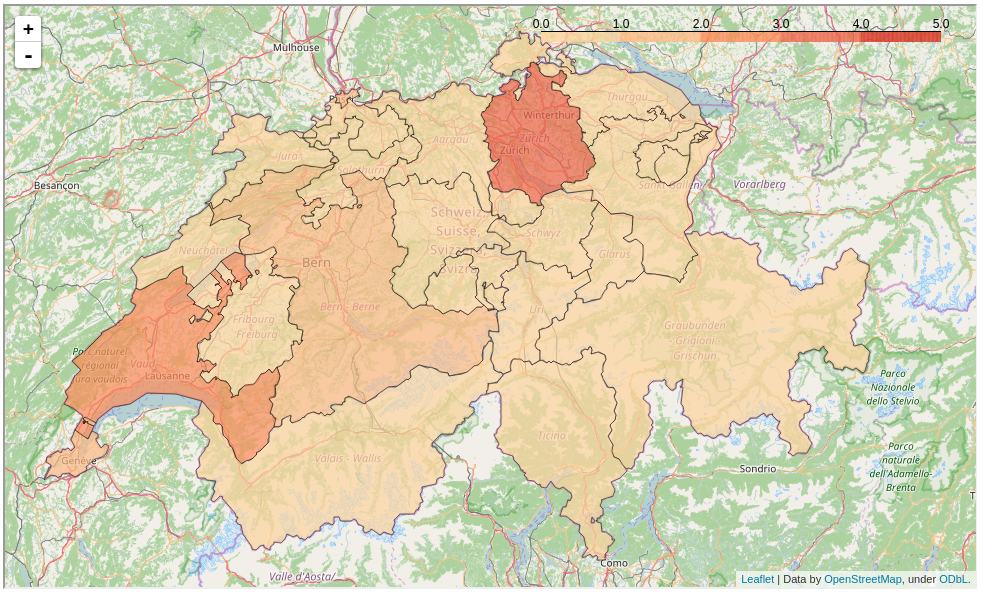 +
-
0.0 1.0 2.0 3.0 4.0 5.0
Mulhouse
Thurgau
Winterthur
Zürich
Zürich
Aargau
Jura
Solothurn
Besançon
Sankt Gallen
Vorarlberg
Schweiz,
Suisse,
Svizzera,
Svizra
Schwyz
Neuchâtel
Glarus
Bern
Bern - Berne
Uri
Fribourg
Freiburg
Graubünden
Grigioni
Grischun
Parc naturel
régional
Jura vaudois
Vaud
Lausanne
Parco
Nazionale
dello Stelvio
Ticino
Valais - Wallis
Genève
Sondrio
Parco
naturale
dell'Adamello-
Brenta
T
Como
Valle d'Aosta/
Leaflet | Data by OpenStreetMap, under ODbL.